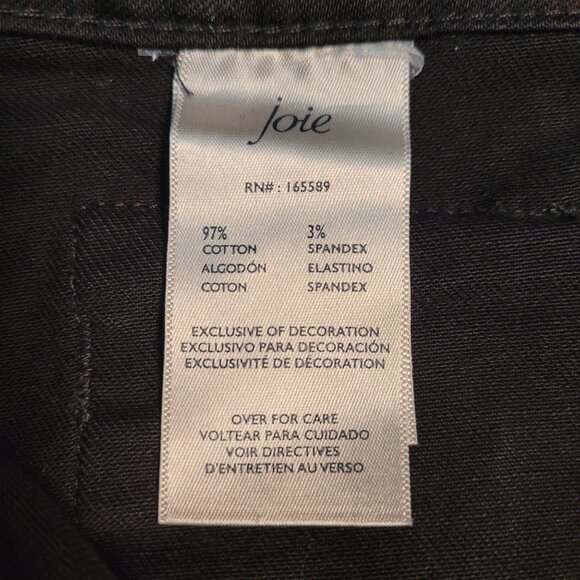 joie
RN# : 165589
97% 3%
COTTON SPANDEX
ALGODÓN ELASTINO
COTON SPANDEX
EXCLUSIVE OF DECORATION
EXCLUSIVO PARA DECORACIÓN
EXCLUSIVITÉ DE DÉCORATION
OVER FOR CARE
VOLTEAR PARA CUIDADO
VOIR DIRECTIVES
D'ENTRETIEN AU VERSO